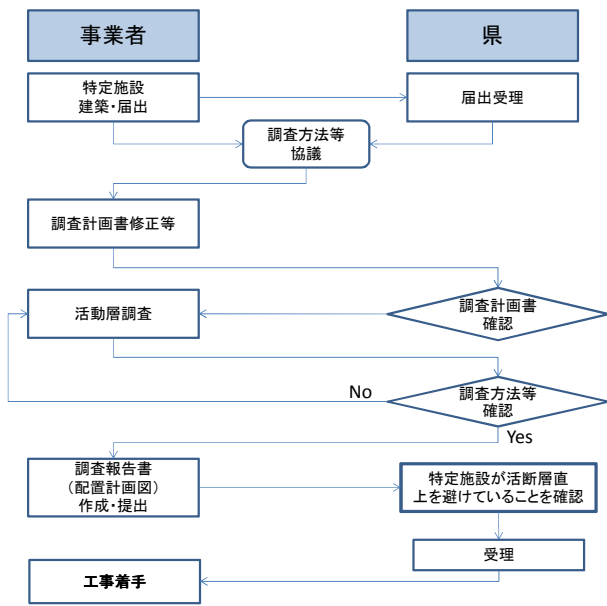 事業者
県
特定施設
建築・届出
届出受理
調査方法等
協議
調査計画書修正等
調査計画書
確認
活動層調査
調査方法等
確認
No
Yes
調査報告書
（配置計画図）
作成・提出
特定施設が活断層直
上を避けていることを確認
受理
工事着手